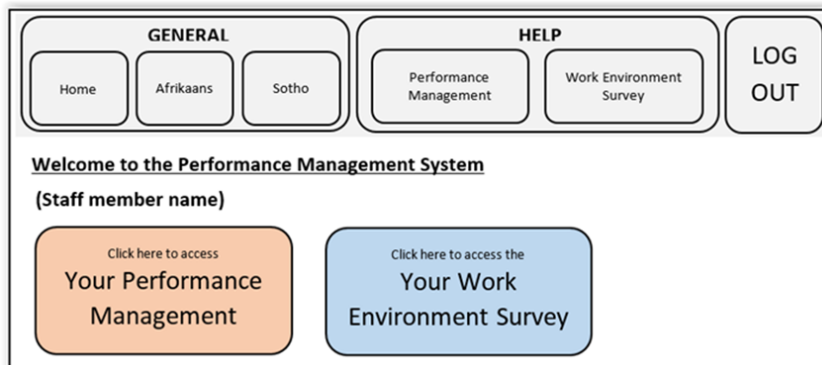 GENERAL
HELP
Home
Afrikaans
Sotho
Performance
Management
Work Environment
Survey
LOG
OUT
Welcome to the Performance Management System
(Staff member name)
Click here to access
Your Performance
Management
Click here to access the
Your Work
Environment Survey